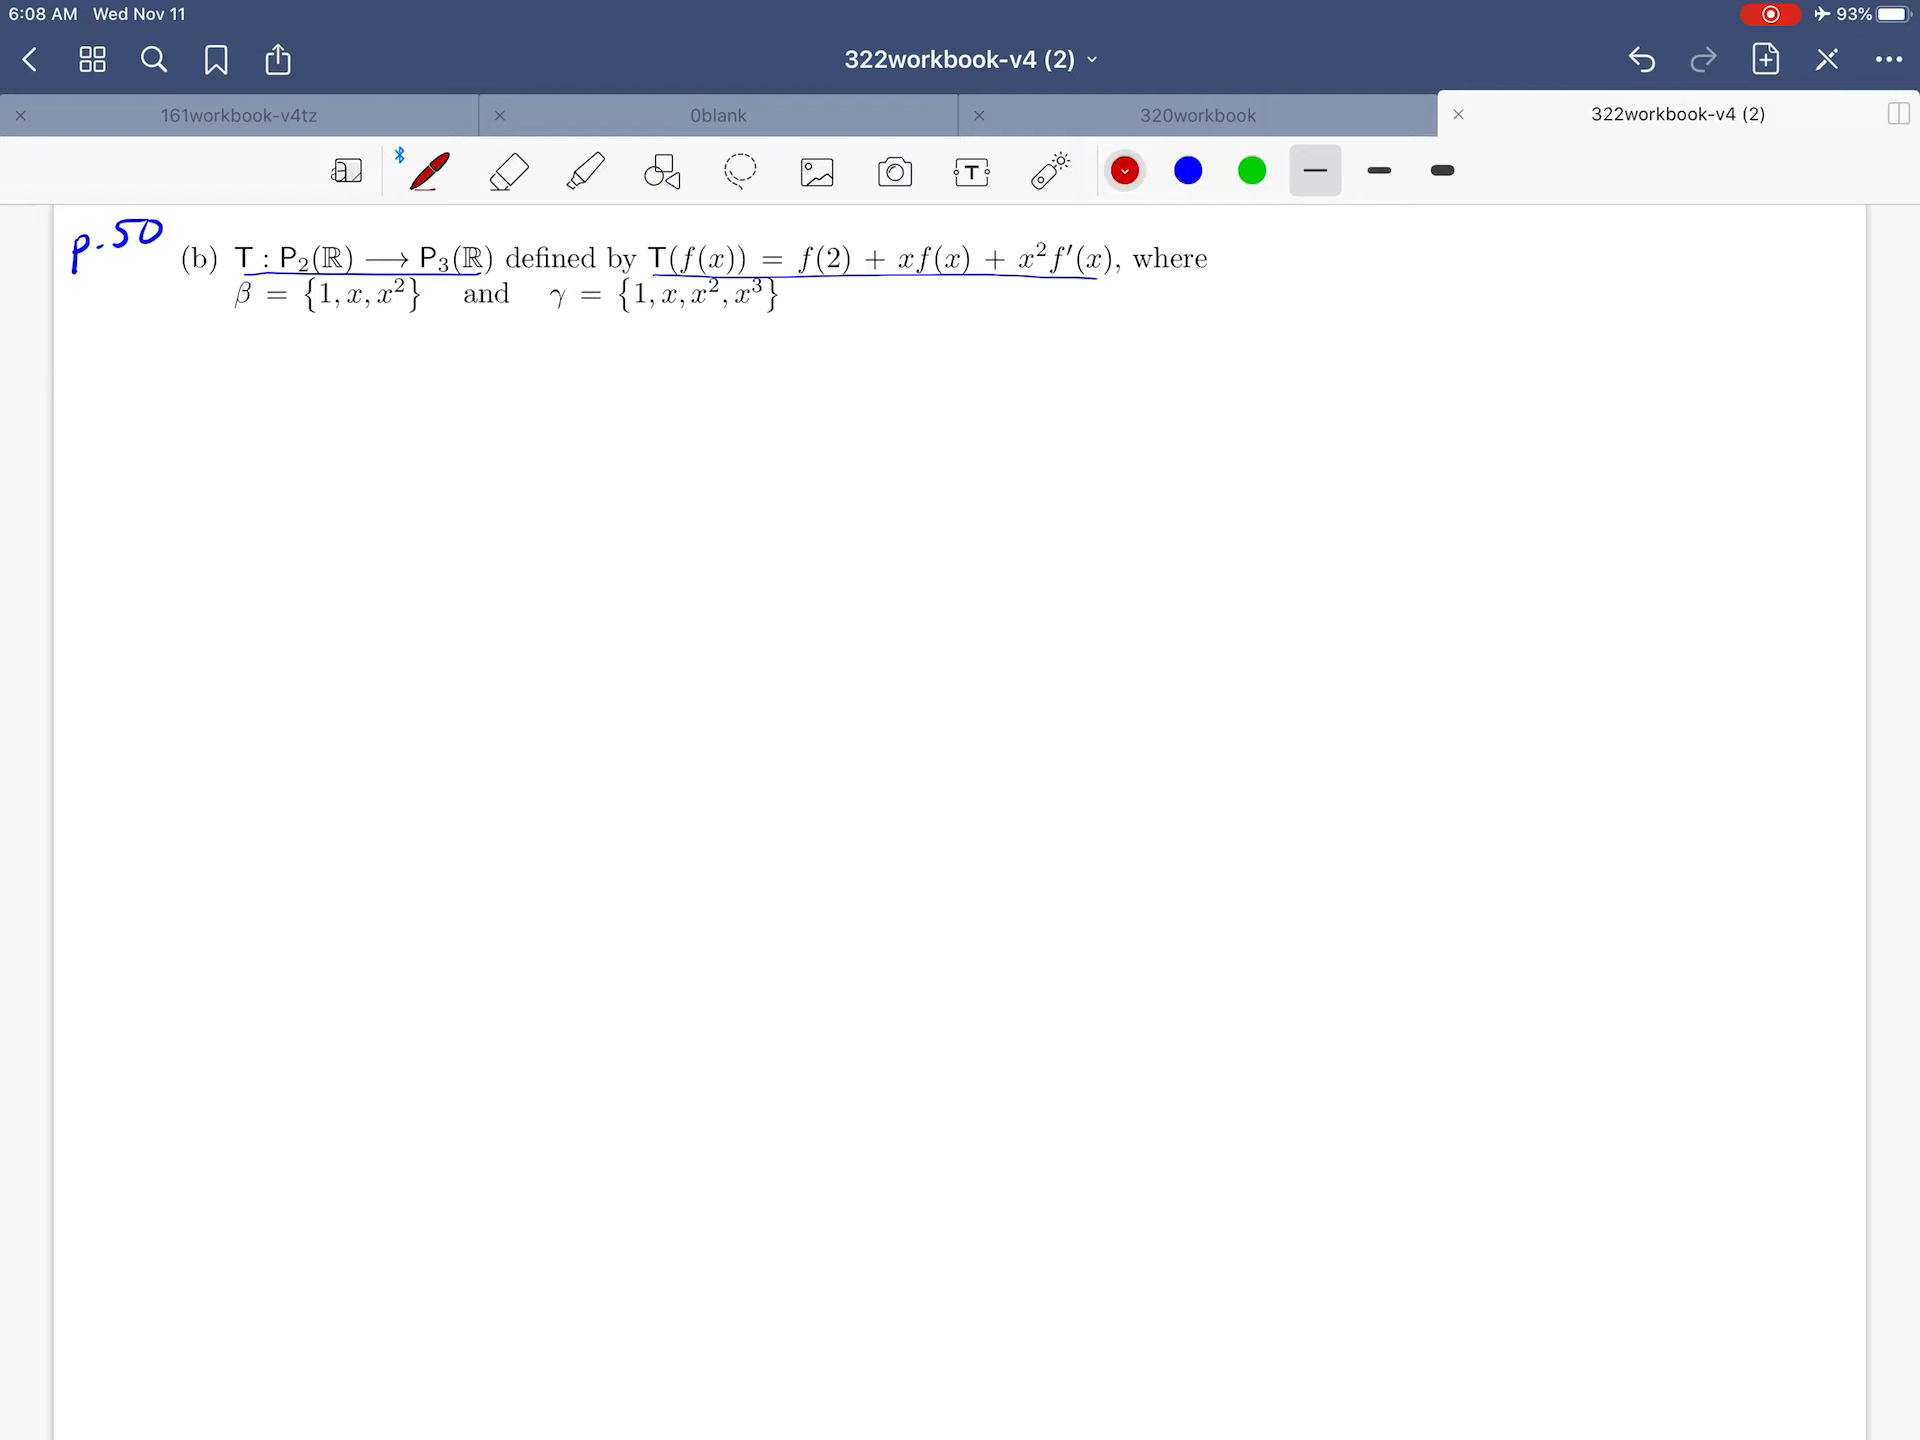 6:08 AM Wed Nov 11
93%
322workbook-v4 (2)
161workbook-v4tz
0blank
320workbook
322workbook-v4 (2)
p. 50
(b) T : P₂(ℝ) ⟶ P₃(ℝ) defined by T(f(x)) = f(2) + xf(x) + x²f′(x), where
β = {1, x, x²} and γ = {1, x, x², x³}